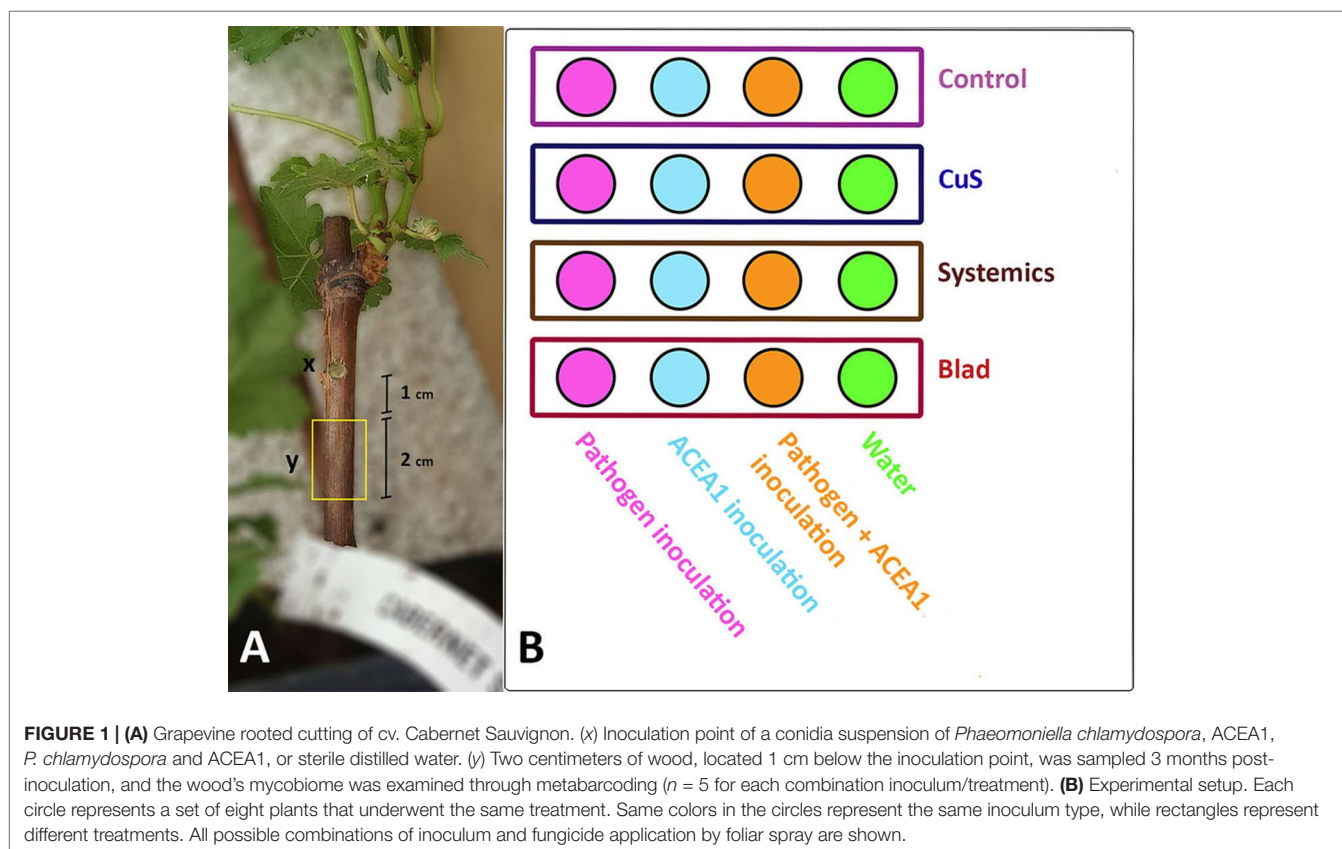 x
1 cm
y
2 cm
CABERNET
A
Control
CuS
Systemics
Blad
Pathogen inoculation
ACEA1 inoculation
Pathogen + ACEA1
inoculation
Water
B
FIGURE 1 | (A) Grapevine rooted cutting of cv. Cabernet Sauvignon. (x) Inoculation point of a conidia suspension of Phaeomoniella chlamydospora, ACEA1,
P. chlamydospora and ACEA1, or sterile distilled water. (y) Two centimeters of wood, located 1 cm below the inoculation point, was sampled 3 months post-
inoculation, and the wood's mycobiome was examined through metabarcoding (n = 5 for each combination inoculum/treatment). (B) Experimental setup. Each
circle represents a set of eight plants that underwent the same treatment. Same colors in the circles represent the same inoculum type, while rectangles represent
different treatments. All possible combinations of inoculum and fungicide application by foliar spray are shown.